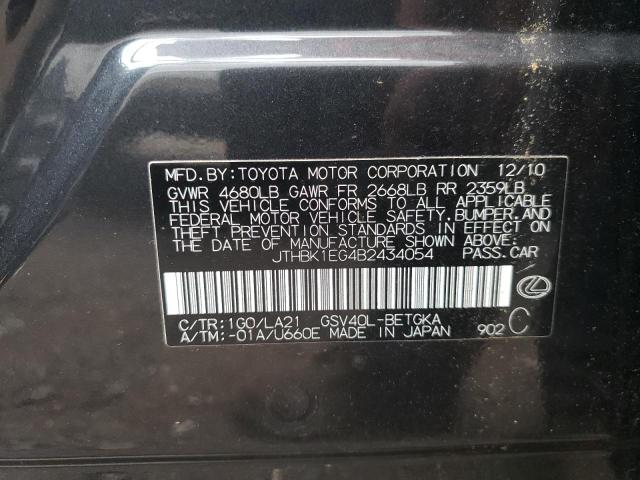 MFD.BY:TOYOTA MOTOR CORPORATION 12/10
GVWR 4680LB GAWR FR 2668LB RR 2359LB
THIS VEHICLE CONFORMS TO ALL APPLICABLE
FEDERAL MOTOR VEHICLE SAFETY,BUMPER,AND
THEFT PREVENTION STANDARDS IN EFFECT ON
THE DATE OF MANUFACTURE SHOWN ABOVE.
JTHBK1EG4B2434054 PASS.CAR
C/TR:1G0/LA21 GSV40L-BETGKA
A/TM:-01A/U660E MADE IN JAPAN 902 C